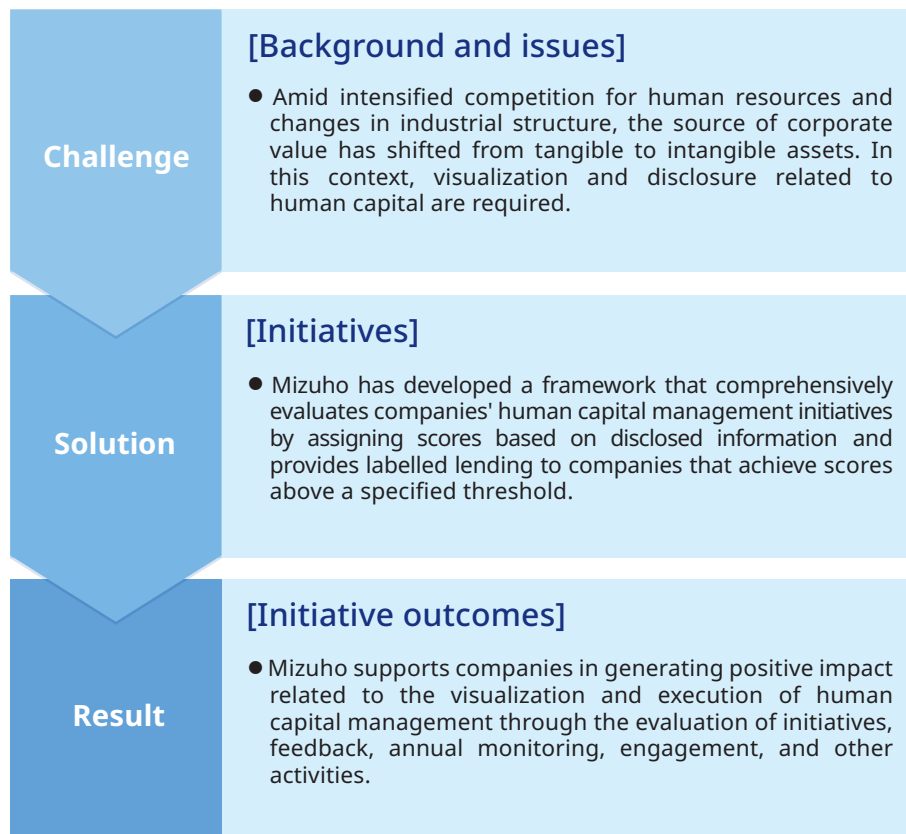 Challenge
[Background and issues]
● Amid intensified competition for human resources and
changes in industrial structure, the source of corporate
value has shifted from tangible to intangible assets. In
this context, visualization and disclosure related to
human capital are required.
Solution
[Initiatives]
● Mizuho has developed a framework that comprehensively
evaluates companies' human capital management initiatives
by assigning scores based on disclosed information and
provides labelled lending to companies that achieve scores
above a specified threshold.
Result
[Initiative outcomes]
● Mizuho supports companies in generating positive impact
related to the visualization and execution of human
capital management through the evaluation of initiatives,
feedback, annual monitoring, engagement, and other
activities.